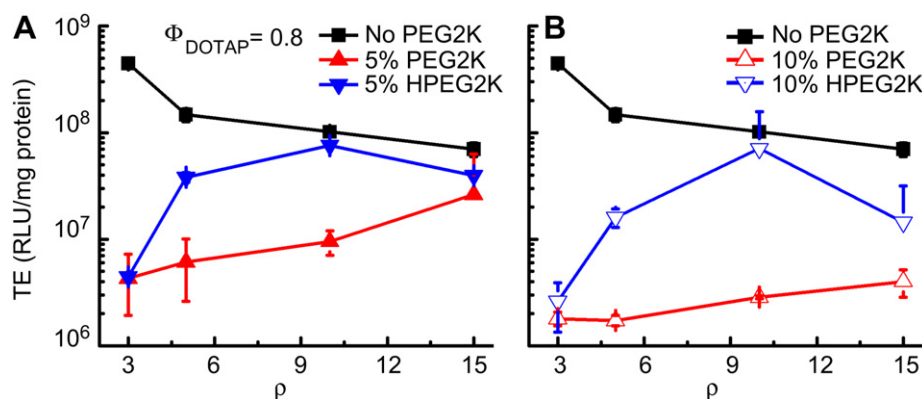 A
Φ_DOTAP = 0.8
No PEG2K
5% PEG2K
5% HPEG2K
B
No PEG2K
10% PEG2K
10% HPEG2K
TE (RLU/mg protein)
10⁹
10⁸
10⁷
10⁶
3 6 9 12 15
3 6 9 12 15
ρ
ρ